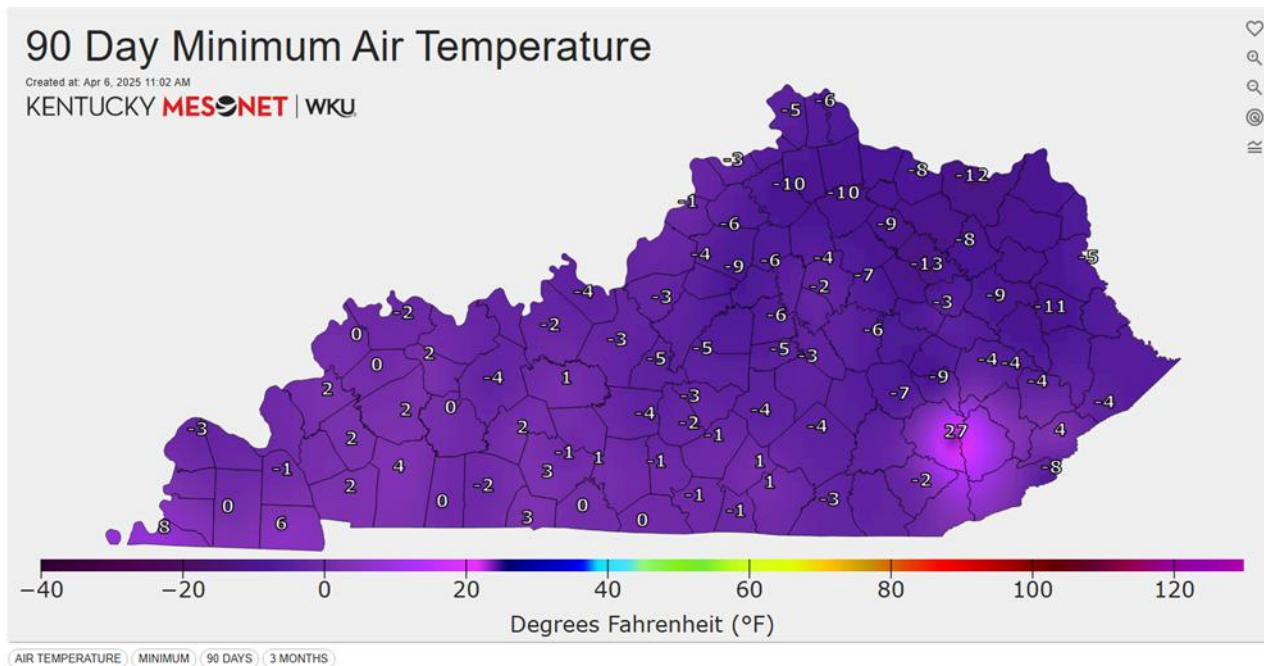 90 Day Minimum Air Temperature
Created at: Apr 6, 2025 11:02 AM
KENTUCKY MESONET | WKU
-5 -6
-3
-8 -12
-10 -10
-1
-6 -9
-8
-4 -9 -6 -4 -13 -5
-2 -7
-4 -3 -3 -9 -11
-2 -6
0 -2 -3 -6
2 -5 -5 -5 -3 -4 -4
0
-4 1 -9 -4
2 -7 -4
2 0 -3 -4
-4 -2 -4
-3 2 2 -1 27 4
-1 4 -1 1 -1 1 -8
3
2 -2 1 -2
0 0 -1 -3
8 6 3 0 -1
−40 −20 0 20 40 60 80 100 120
Degrees Fahrenheit (°F)
AIR TEMPERATURE MINIMUM 90 DAYS 3 MONTHS